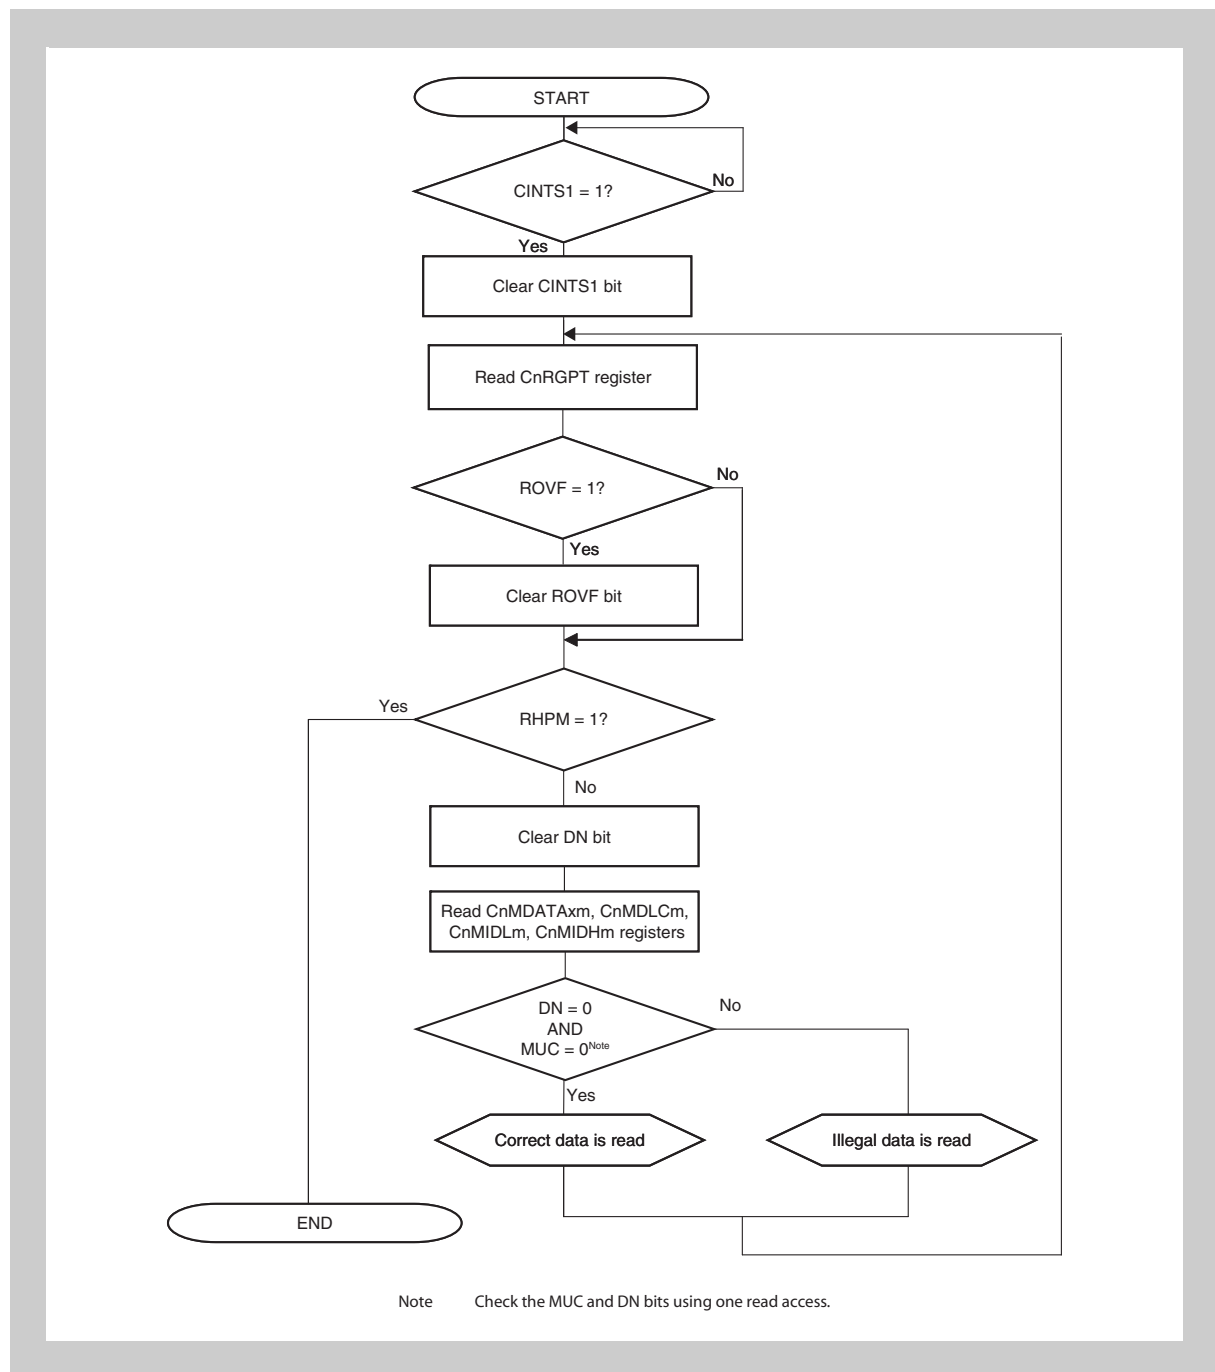 START
No
CINTS1 = 1?
Yes
Clear CINTS1 bit
Read CnRGPT register
No
ROVF = 1?
Yes
Clear ROVF bit
Yes
RHPM = 1?
No
Clear DN bit
Read CnMDATAxm, CnMDLCm,
CnMIDLm, CnMIDHm registers
No
DN = 0
AND
MUC = 0Note
Yes
Correct data is read
Illegal data is read
END
Note Check the MUC and DN bits using one read access.